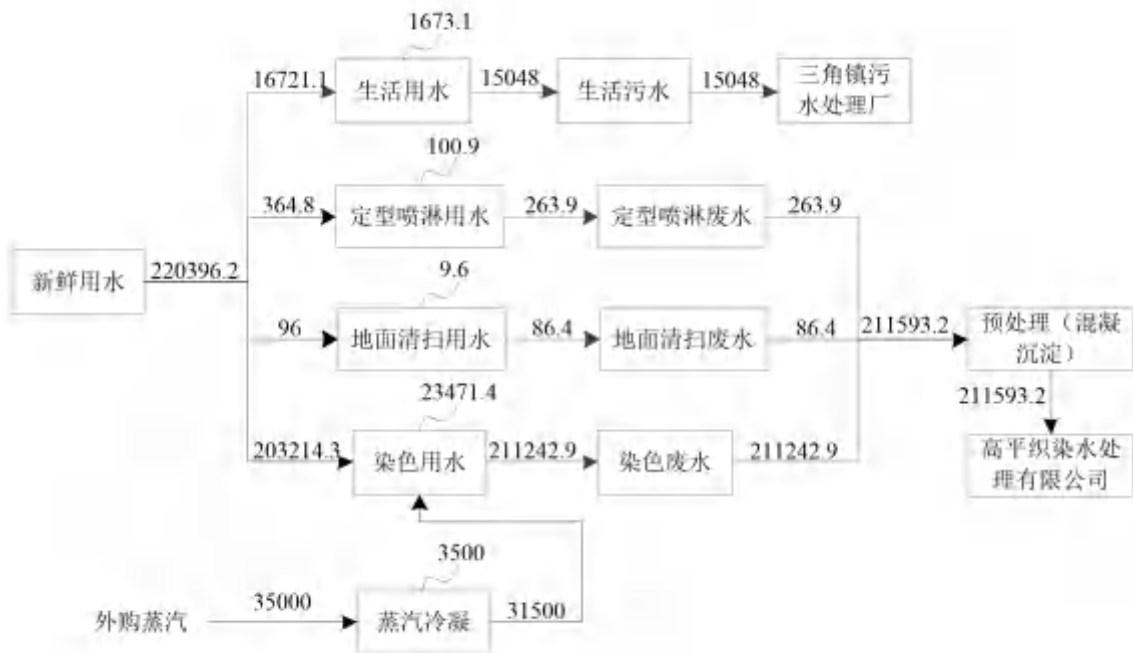 1673.1
16721.1
生活用水
15048
生活污水
15048
三角镇污
水处理厂
100.9
364.8
定型喷淋用水
263.9
定型喷淋废水
263.9
新鲜用水
220396.2
9.6
96
地面清扫用水
86.4
地面清扫废水
86.4
211593.2
预处理（混凝
沉淀）
23471.4
211593.2
203214.3
染色用水
211242.9
染色废水
211242.9
高平织染水处
理有限公司
3500
外购蒸汽
35000
蒸汽冷凝
31500